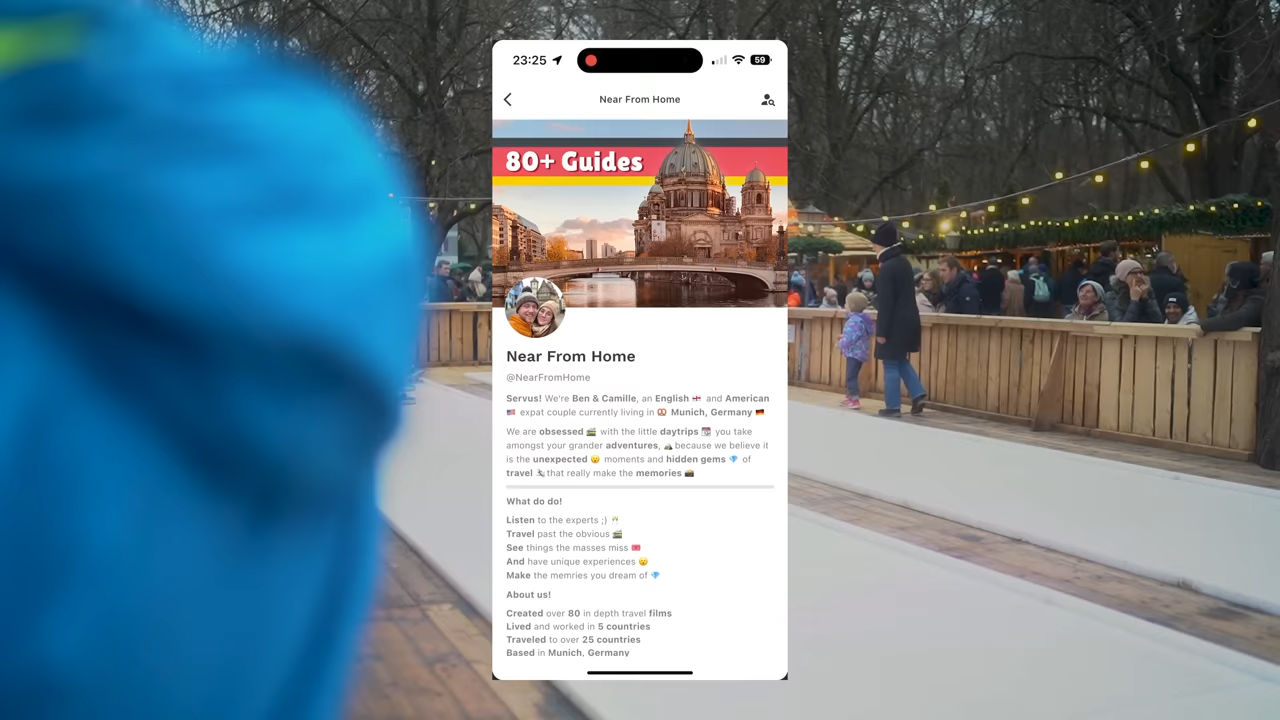 23:25
59
Near From Home
80+ Guides
Near From Home
@NearFromHome
Servus! We're Ben & Camille, an English 🏴󠁧󠁢󠁥󠁮󠁧󠁿 and American
🇺🇸 expat couple currently living in 🥨 Munich, Germany 🇩🇪
We are obsessed with the little daytrips 📆 you take
amongst your grander adventures, because we believe it
is the unexpected moments and hidden gems 💎 of
travel that really make the memories 📸
What do do!
Listen to the experts ;)
Travel past the obvious
See things the masses miss
And have unique experiences
Make the memries you dream of 💎
About us!
Created over 80 in depth travel films
Lived and worked in 5 countries
Traveled to over 25 countries
Based in Munich, Germany